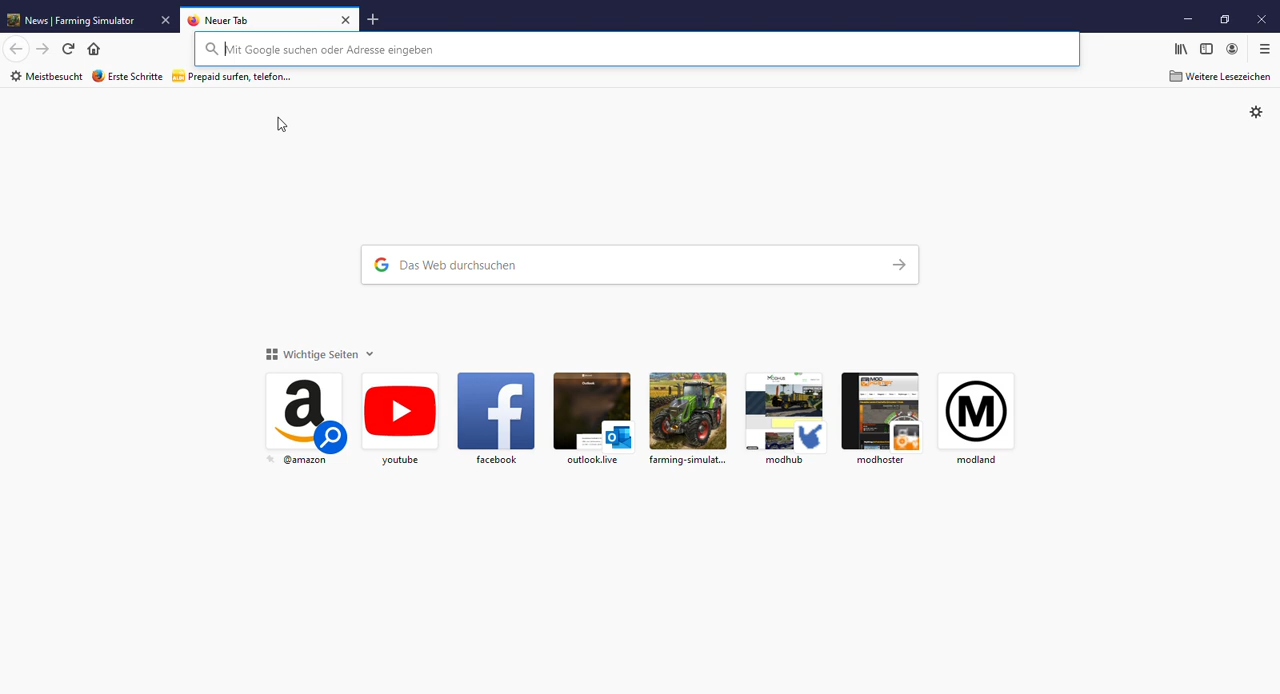 News | Farming Simulator
Neuer Tab
Mit Google suchen oder Adresse eingeben
Meistbesucht
Erste Schritte
Prepaid surfen, telefon...
Weitere Lesezeichen
Das Web durchsuchen
Wichtige Seiten
@amazon
youtube
facebook
outlook.live
farming-simulat...
modhub
modhoster
modland